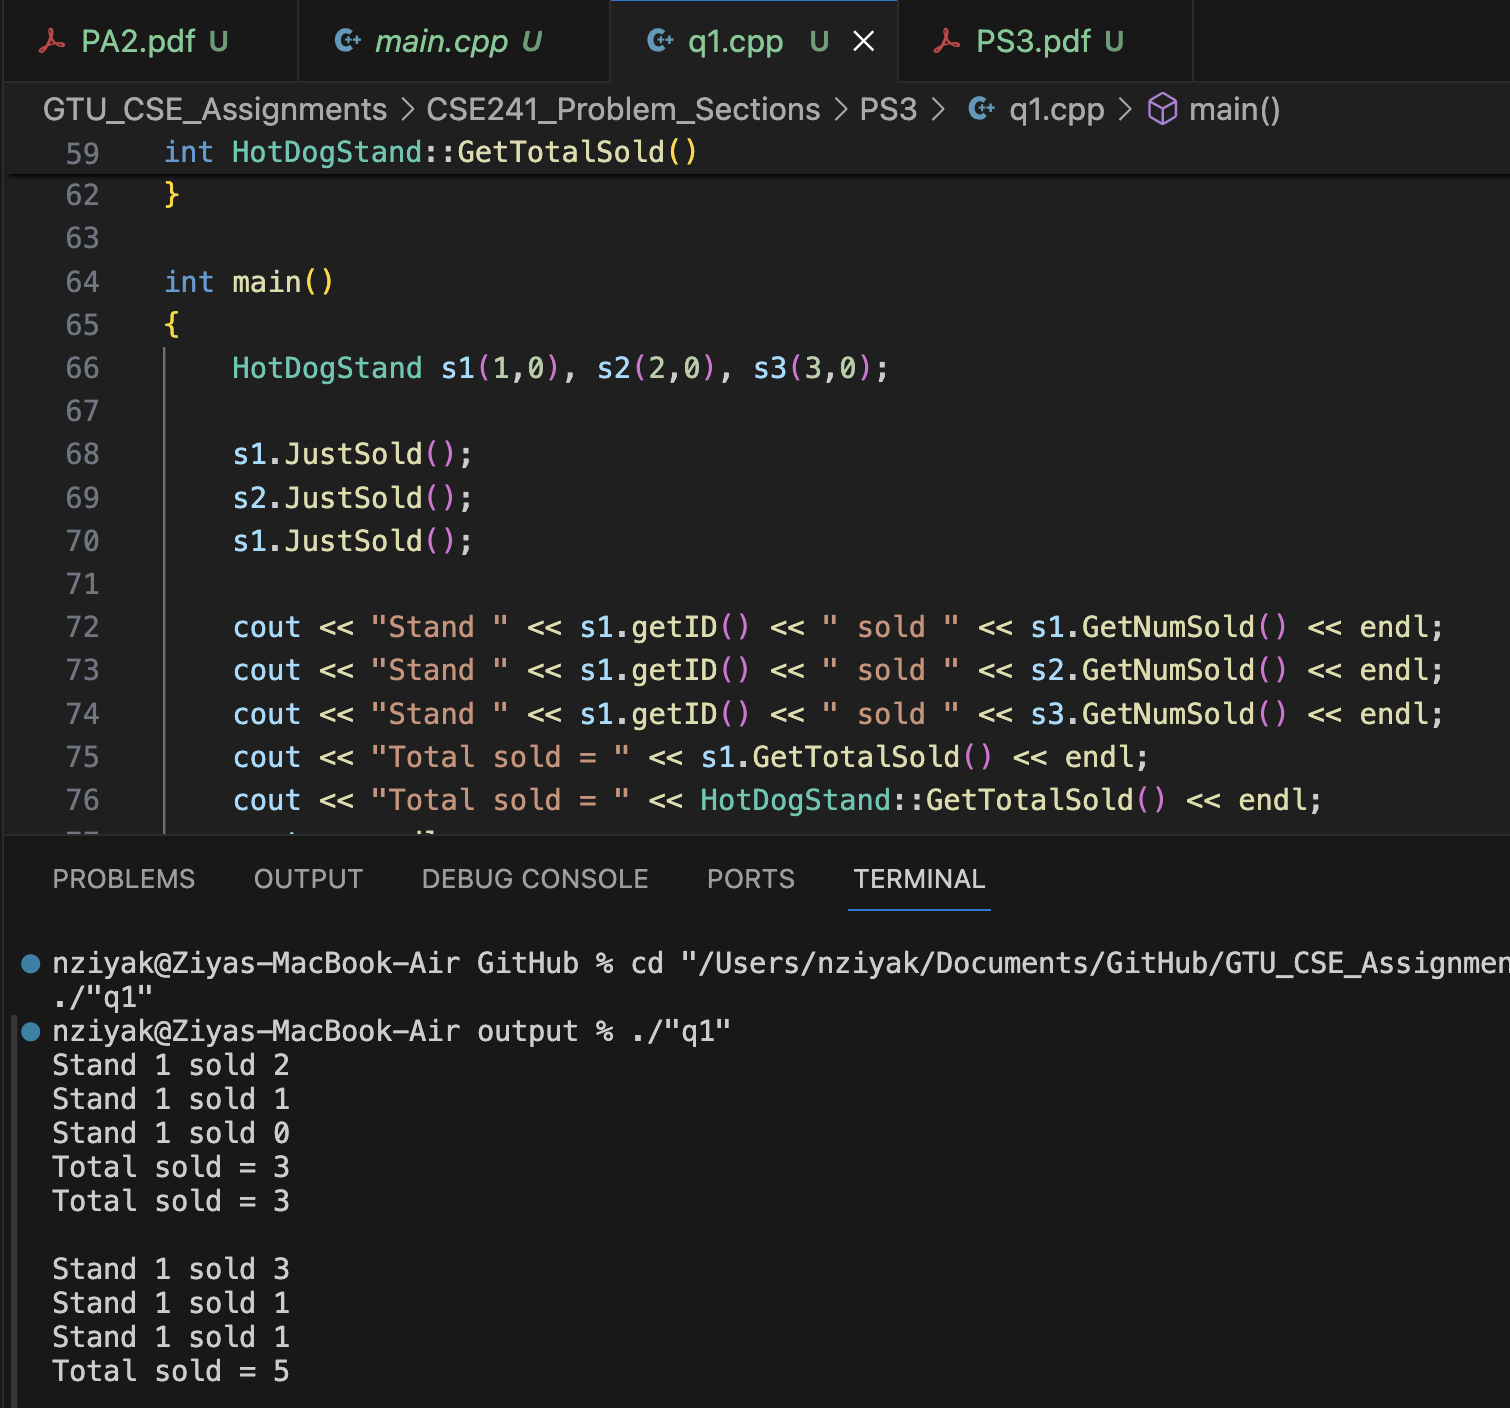 PA2.pdf U main.cpp U q1.cpp U PS3.pdf U
GTU_CSE_Assignments > CSE241_Problem_Sections > PS3 > q1.cpp > main()
59 int HotDogStand::GetTotalSold()
62 }
63
64 int main()
65 {
66 HotDogStand s1(1,0), s2(2,0), s3(3,0);
67
68 s1.JustSold();
69 s2.JustSold();
70 s1.JustSold();
71
72 cout << "Stand " << s1.getID() << " sold " << s1.GetNumSold() << endl;
73 cout << "Stand " << s1.getID() << " sold " << s2.GetNumSold() << endl;
74 cout << "Stand " << s1.getID() << " sold " << s3.GetNumSold() << endl;
75 cout << "Total sold = " << s1.GetTotalSold() << endl;
76 cout << "Total sold = " << HotDogStand::GetTotalSold() << endl;
PROBLEMS OUTPUT DEBUG CONSOLE PORTS TERMINAL
nziyak@Ziyas-MacBook-Air GitHub % cd "/Users/nziyak/Documents/GitHub/GTU_CSE_Assignmen
./"q1"
nziyak@Ziyas-MacBook-Air output % ./"q1"
Stand 1 sold 2
Stand 1 sold 1
Stand 1 sold 0
Total sold = 3
Total sold = 3
Stand 1 sold 3
Stand 1 sold 1
Stand 1 sold 1
Total sold = 5